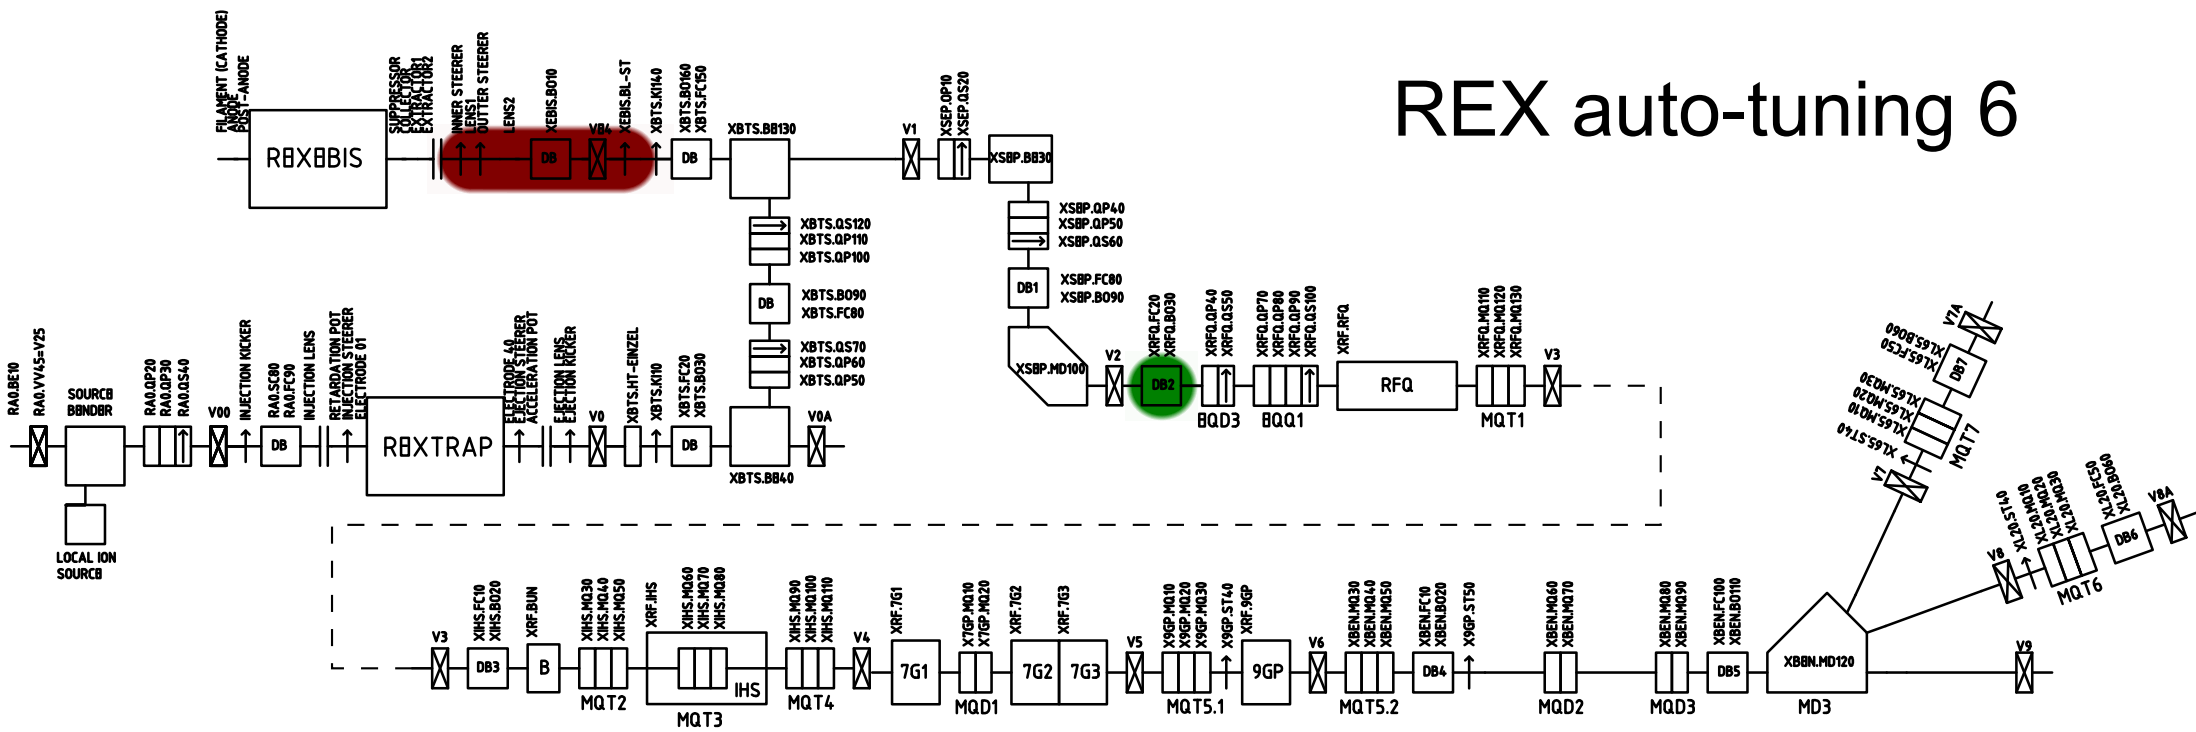 REX auto-tuning 6
FILAMENT (CATHODE)
ANODE
POST-ANODE
REXEBIS
SUPPRESSOR
COLLECTOR
EXTRACTOR1
EXTRACTOR2
INNER STEERER
LENS1
OUTTER STEERER
LENS2
XEBIS.BO10
DB
XEBIS.BL-ST
XBTS.KI140
XBTS.BO160
XBTS.FC150
DB
XBTS.BB130
V1
XSEP.QP10
XSEP.QS20
XSEP.BB30
XBTS.QS120
XBTS.QP110
XBTS.QP100
XSEP.QP40
XSEP.QP50
XSEP.QS60
DB
XBTS.BO90
XBTS.FC80
DB1
XSEP.FC80
XSEP.BO90
XBTS.QS70
XBTS.QP60
XBTS.QP50
XSEP.MD100
V2
XRFQ.FC20
XRFQ.BO30
DB2
XRFQ.QP40
XRFQ.QS50
EQD3
XRFQ.QP70
XRFQ.QP80
XRFQ.QP90
XRFQ.QS100
EQQ1
XRF.RFQ
RFQ
XRFQ.MQ110
XRFQ.MQ120
XRFQ.MQ130
MQT1
V3
RA0.BE10
RA0.VV45=V25
SOURCE
BENDER
LOCAL ION
SOURCE
RA0.QP20
RA0.QP30
RA0.QS40
V00
INJECTION KICKER
RA0.SC80
RA0.FC90
DB
INJECTION LENS
RETARDATION POT
INJECTION STEERER
ELECTRODE 01
REXTRAP
ELECTRODE 40
EJECTION STEERER
ACCELERATION POT
EJECTION LENS
EJECTION KICKER
V0
XBTS.HT-EINZEL
XBTS.KI10
XBTS.FC20
XBTS.BO30
DB
XBTS.BB40
V0A
V7A
XL65.BO60
XL65.FC50
DB7
XL65.MQ30
XL65.MQ20
XL65.MQ10
XL65.ST40
MQT7
V7
XL20.ST40
XL20.MQ10
XL20.MQ20
XL20.MQ30
XL20.FC50
XL20.BO60
V8A
V8
DB6
MQT6
V3
XIHS.FC10
XIHS.BO20
DB3
XRF.BUN
B
XIHS.MQ30
XIHS.MQ40
XIHS.MQ50
MQT2
XRF.IHS
XIHS.MQ60
XIHS.MQ70
XIHS.MQ80
IHS
MQT3
XIHS.MQ90
XIHS.MQ100
XIHS.MQ110
MQT4
V4
XRF.7G1
7G1
X7GP.MQ10
X7GP.MQ20
MQD1
XRF.7G2
7G2
XRF.7G3
7G3
V5
X9GP.MQ10
X9GP.MQ20
X9GP.MQ30
MQT5.1
X9GP.ST40
XRF.9GP
9GP
V6
XBEN.MQ30
XBEN.MQ40
XBEN.MQ50
MQT5.2
XBEN.FC10
XBEN.BO20
DB4
X9GP.ST50
XBEN.MQ60
XBEN.MQ70
MQD2
XBEN.MQ80
XBEN.MQ90
MQD3
XBEN.FC100
XBEN.BO110
DB5
XBEN.MD120
MD3
V9